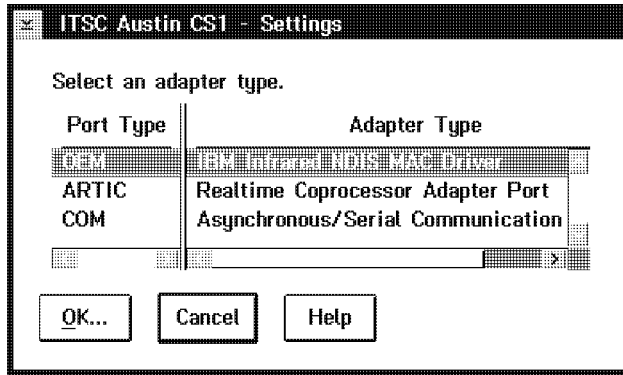 ITSC Austin CS1 - Settings
Select an adapter type.
Port Type Adapter Type
OEM IBM Infrared NDIS MAC Driver
ARTIC Realtime Coprocessor Adapter Port
COM Asynchronous/Serial Communication
OK... Cancel Help